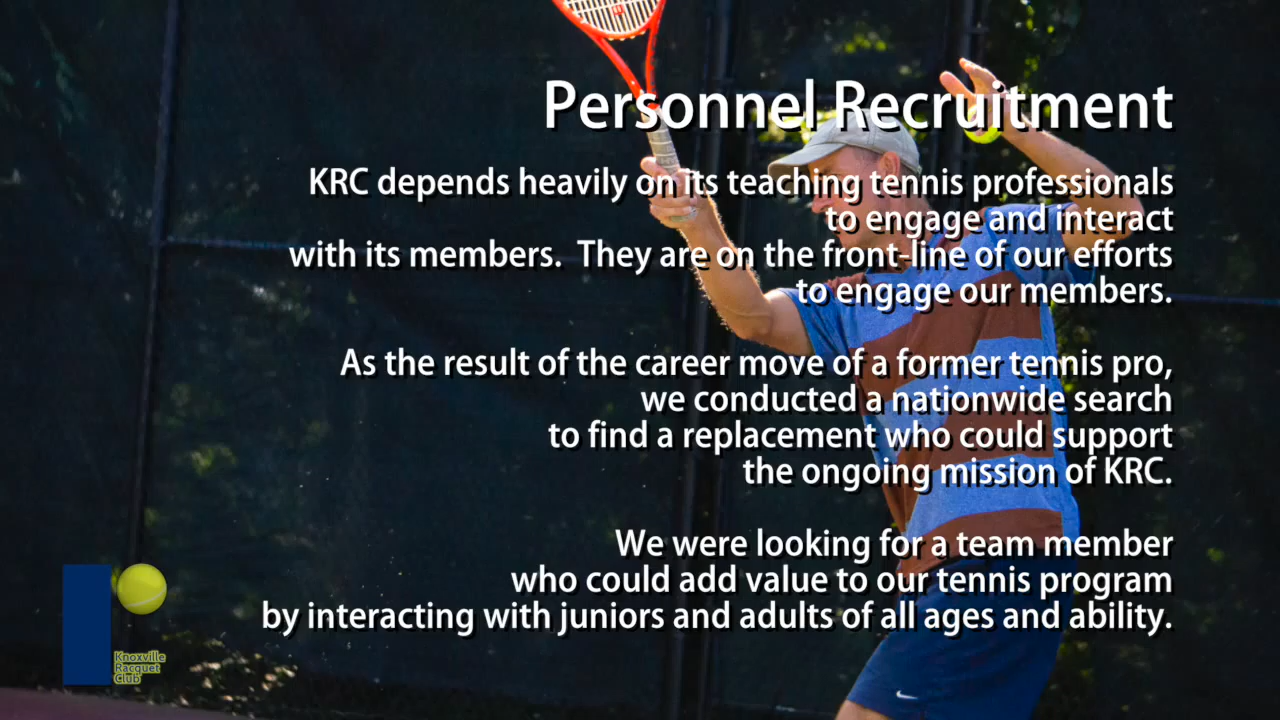 Personnel Recruitment
KRC depends heavily on its teaching tennis professionals
to engage and interact
with its members.  They are on the front-line of our efforts
to engage our members.
As the result of the career move of a former tennis pro,
we conducted a nationwide search
to find a replacement who could support
the ongoing mission of KRC.
We were looking for a team member
who could add value to our tennis program
by interacting with juniors and adults of all ages and ability.
Knoxville
Racquet
Club